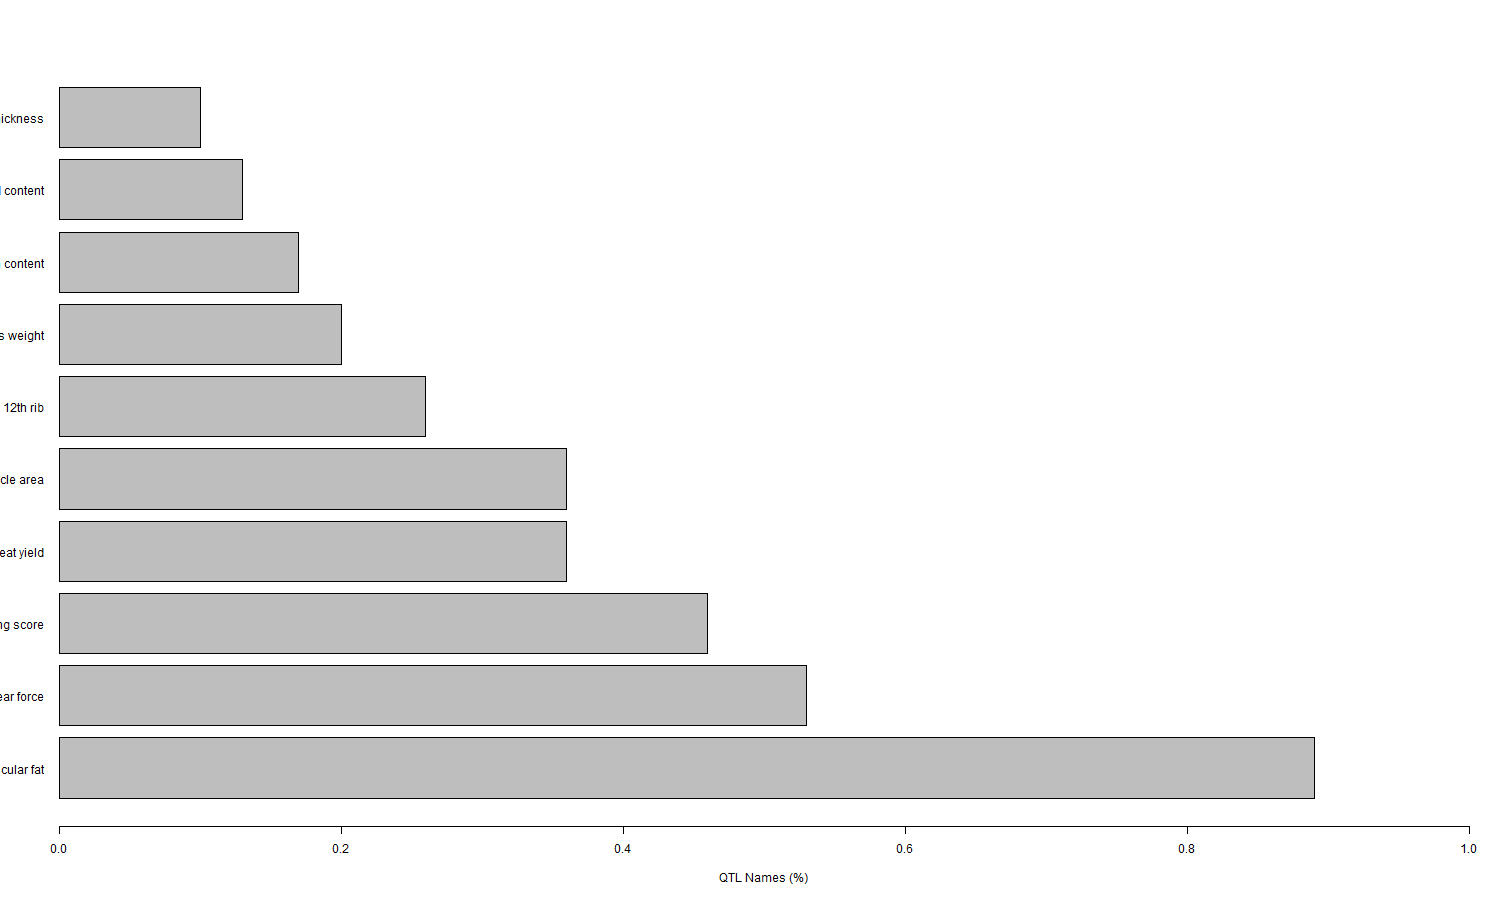 ickness
content
content
s weight
12th rib
cle area
eat yield
ng score
ear force
cular fat
0.0 0.2 0.4 0.6 0.8 1.0
QTL Names (%)